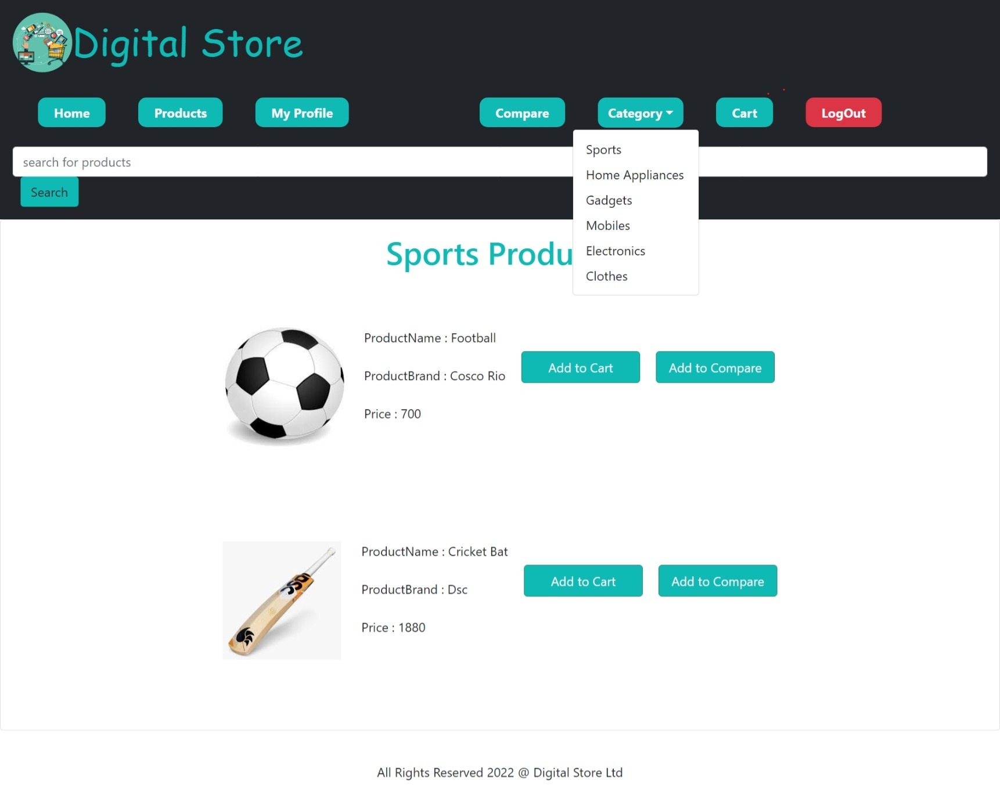 Digital Store
Home Products My Profile Compare Category Cart LogOut
search for products
Search
Sports
Home Appliances
Gadgets
Mobiles
Electronics
Clothes
Sports Produ
ProductName : Football
ProductBrand : Cosco Rio
Price : 700
Add to Cart Add to Compare
ProductName : Cricket Bat
ProductBrand : Dsc
Price : 1880
Add to Cart Add to Compare
All Rights Reserved 2022 @ Digital Store Ltd